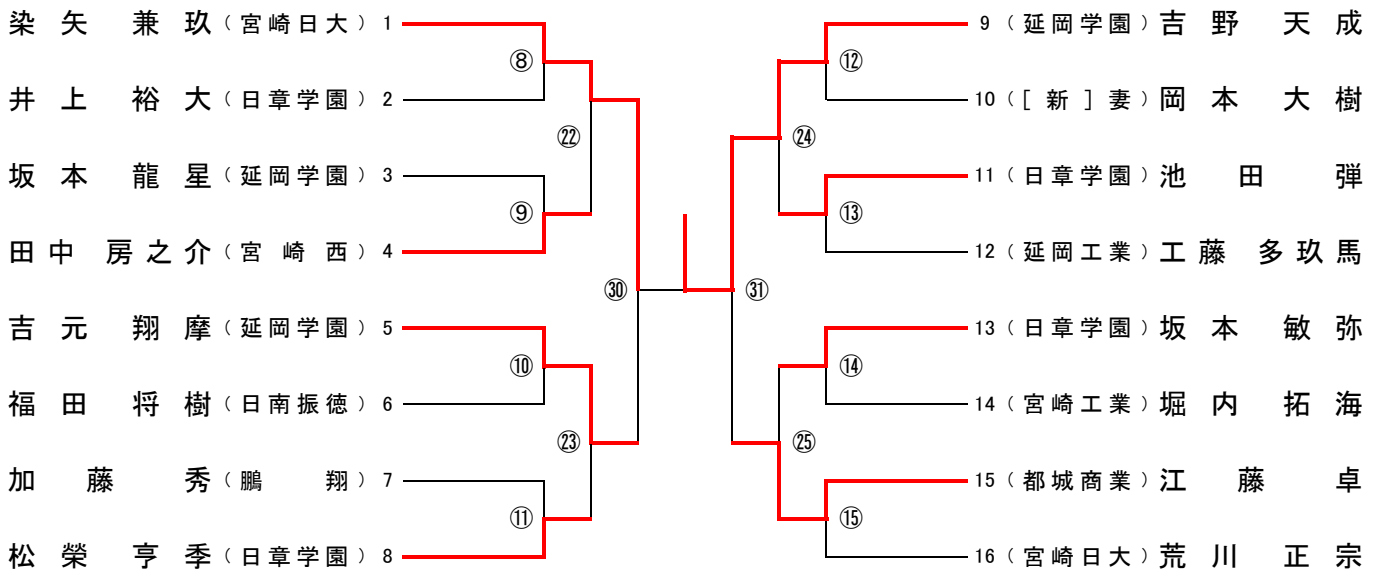 染矢 兼玖（宮崎日大）1
井上 裕大（日章学園）2
坂本 龍星（延岡学園）3
田中 房之介（宮崎西）4
吉元 翔摩（延岡学園）5
福田 将樹（日南振徳）6
加藤 秀（鵬翔）7
松榮 亨季（日章学園）8
⑧
㉒
⑨
㉚
⑩
㉓
⑪
⑫
㉔
⑬
㉛
⑭
㉕
⑮
9（延岡学園）吉野 天成
10（［新］妻）岡本 大樹
11（日章学園）池田 弾
12（延岡工業）工藤 多玖馬
13（日章学園）坂本 敏弥
14（宮崎工業）堀内 拓海
15（都城商業）江藤 卓
16（宮崎日大）荒川 正宗